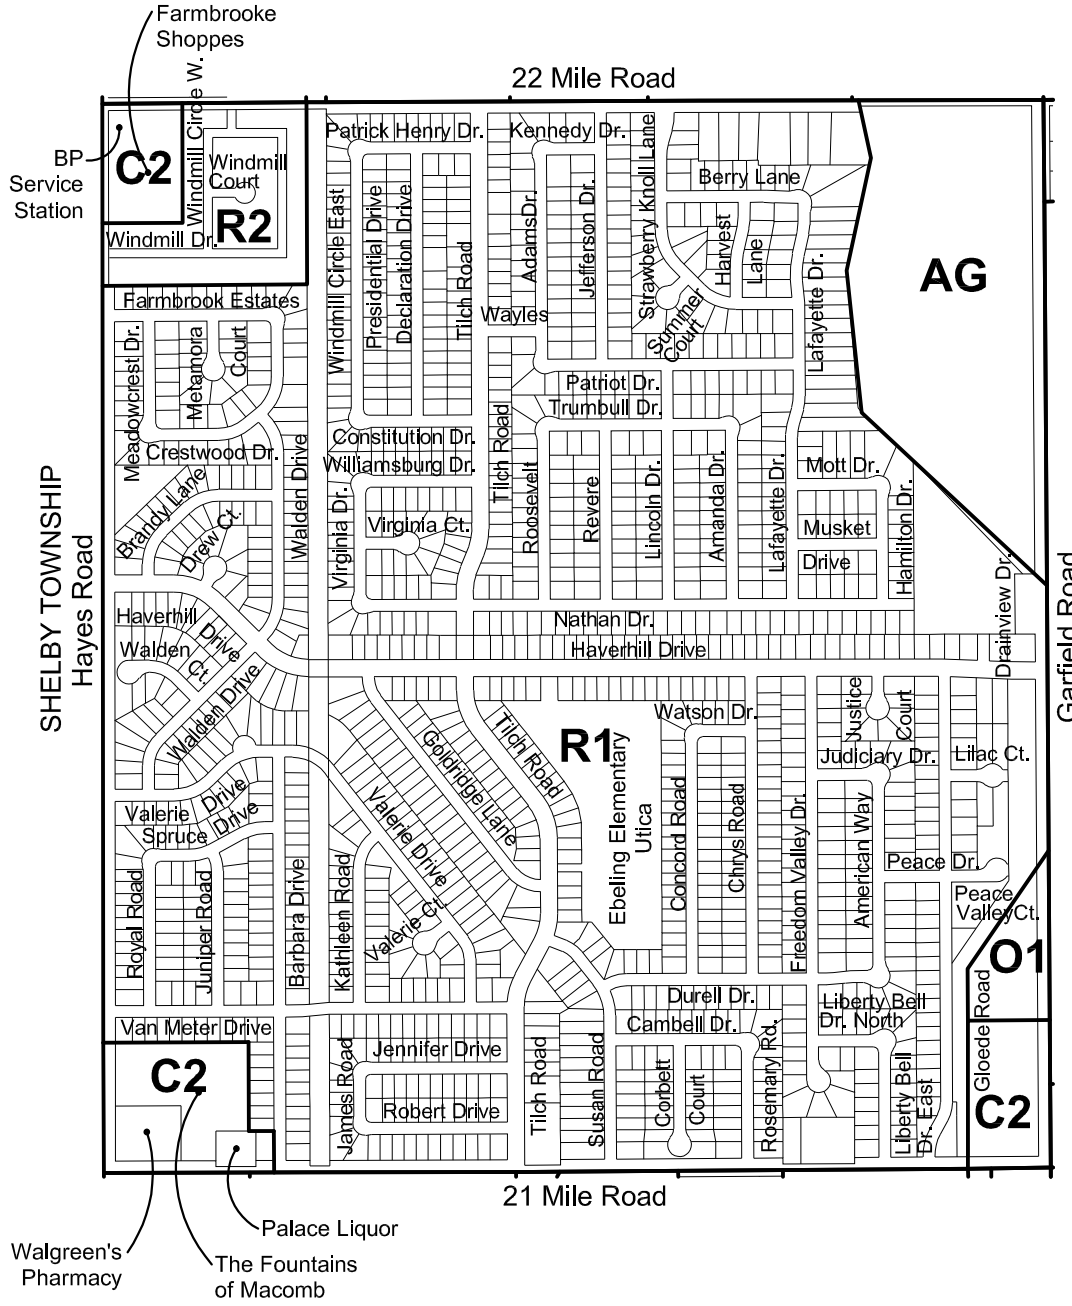 Farmbrooke
Shoppes
22 Mile Road
BP
Service
Station
C2
Windmill Circle W.
Windmill
Court
R2
Windmill Dr.
Patrick Henry Dr.
Kennedy Dr.
Strawberry Knoll Lane
Berry Lane
Windmill Circle East
Presidential Drive
Declaration Drive
Tilch Road
AdamsDr.
Jefferson Dr.
Harvest
Lane
Lafayette Dr.
AG
Farmbrook Estates
Wayles
Summer
Court
Meadowcrest Dr.
Metamora
Court
Patriot Dr.
Trumbull Dr.
Crestwood Dr.
Walden Drive
Constitution Dr.
Williamsburg Dr.
Tilch Road
Mott Dr.
SHELBY TOWNSHIP
Hayes Road
Brandy Lane
Drew Ct.
Virginia Dr.
Virginia Ct.
Roosevelt
Revere
Lincoln Dr.
Amanda Dr.
Lafayette Dr.
Musket
Drive
Hamilton Dr.
Garfield Road
Drainview Dr.
Nathan Dr.
Haverhill
Drive
Haverhill Drive
Walden
Ct.
Walden Drive
Goldridge Lane
Tilch Road
R1
Watson Dr.
Justice
Court
Judiciary Dr.
Lilac Ct.
Valerie
Drive
Spruce
Drive
Valerie Drive
Ebeling Elementary
Utica
Concord Road
Chrys Road
Freedom Valley Dr.
American Way
Peace Dr.
Peace
ValleyCt.
Royal Road
Juniper Road
Barbara Drive
Kathleen Road
Valerie Ct.
O1
Durell Dr.
Liberty Bell
Dr. North
Gloede Road
Van Meter Drive
Cambell Dr.
C2
James Road
Jennifer Drive
Robert Drive
Tilch Road
Susan Road
Corbett
Court
Rosemary Rd.
Liberty Bell
Dr. East
C2
21 Mile Road
Palace Liquor
Walgreen's
Pharmacy
The Fountains
of Macomb